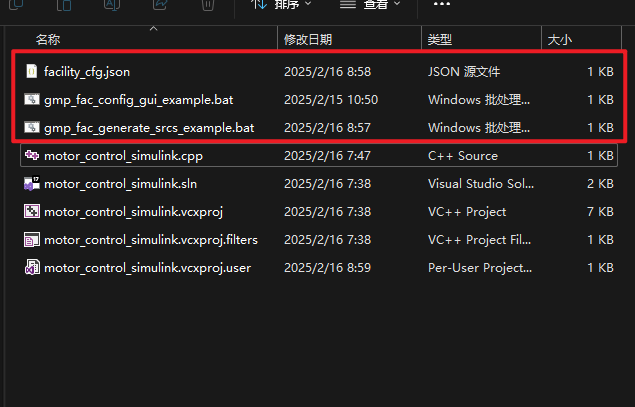 排序 查看
名称 修改日期 类型 大小
facility_cfg.json 2025/2/16 8:58 JSON 源文件 1 KB
gmp_fac_config_gui_example.bat 2025/2/15 10:50 Windows 批处理... 1 KB
gmp_fac_generate_srcs_example.bat 2025/2/16 8:57 Windows 批处理... 1 KB
motor_control_simulink.cpp 2025/2/16 7:47 C++ Source 1 KB
motor_control_simulink.sln 2025/2/16 7:38 Visual Studio Sol... 2 KB
motor_control_simulink.vcxproj 2025/2/16 7:38 VC++ Project 7 KB
motor_control_simulink.vcxproj.filters 2025/2/16 7:38 VC++ Project Fil... 1 KB
motor_control_simulink.vcxproj.user 2025/2/16 8:59 Per-User Project... 1 KB